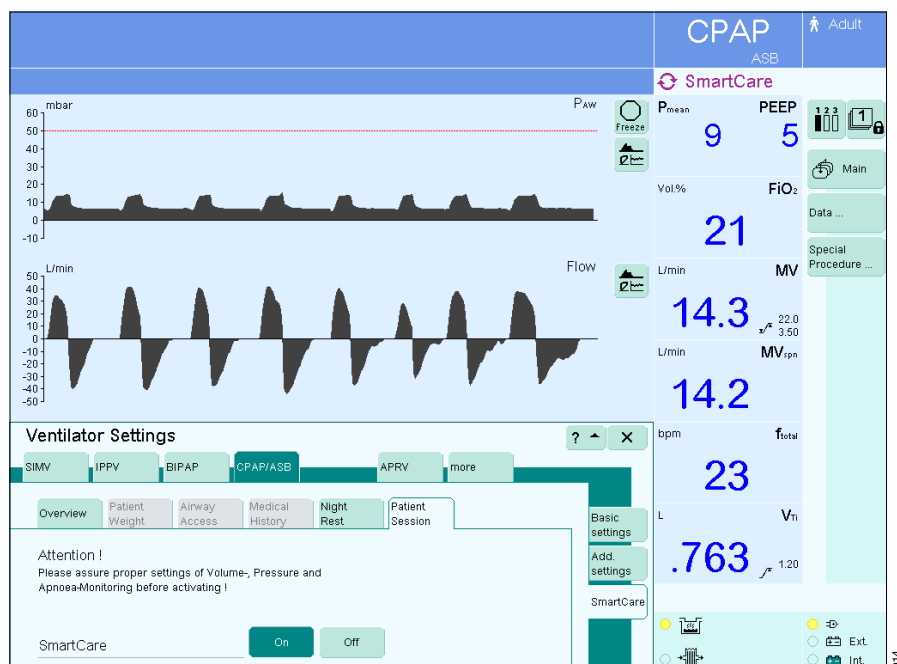 CPAP
ASB
Adult
SmartCare
mbar
PAW
60
50
40
30
20
10
0
-10
Freeze
Pmean
PEEP
9
5
1 2 3
1
Main
Vol.%
FiO2
21
Data ...
Special
Procedure ...
L/min
Flow
50
40
30
20
10
0
-10
-20
-30
-40
-50
L/min
MV
14.3
22.0
3.50
L/min
MVspn
14.2
Ventilator Settings
?
SIMV
IPPV
BIPAP
CPAP/ASB
APRV
more
bpm
ftotal
23
Overview
Patient
Weight
Airway
Access
Medical
History
Night
Rest
Patient
Session
Basic
settings
Add.
settings
SmartCare
L
VTi
.763
1.20
Attention !
Please assure proper settings of Volume-, Pressure and
Apnoea-Monitoring before activating !
SmartCare
On
Off
Ext.
Int.